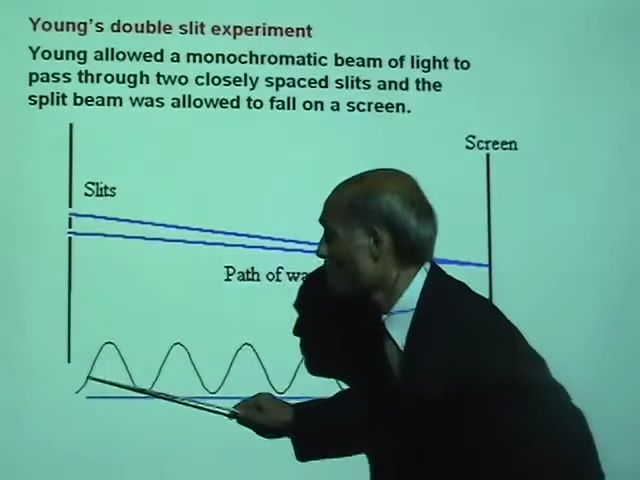 Young's double slit experiment
Young allowed a monochromatic beam of light to
pass through two closely spaced slits and the
split beam was allowed to fall on a screen.
Screen
Slits
Path of